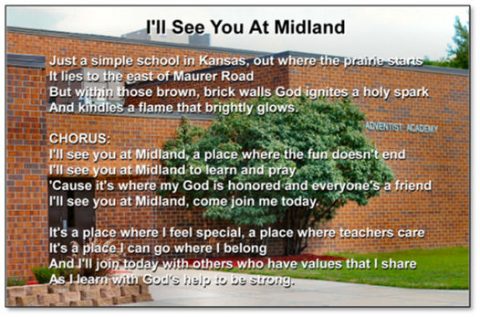 I'll See You At Midland
Just a simple school in Kansas, out where the prairie starts
It lies to the east of Maurer Road
But within those brown, brick walls God ignites a holy spark
And kindles a flame that brightly glows.
CHORUS:
I'll see you at Midland, a place where the fun doesn't end
I'll see you at Midland to learn and pray
'Cause it's where my God is honored and everyone's a friend
I'll see you at Midland, come join me today.
It's a place where I feel special, a place where teachers care
It's a place I can go where I belong
And I'll join today with others who have values that I share
As I learn with God's help to be strong.
ADVENTIST ACADEMY